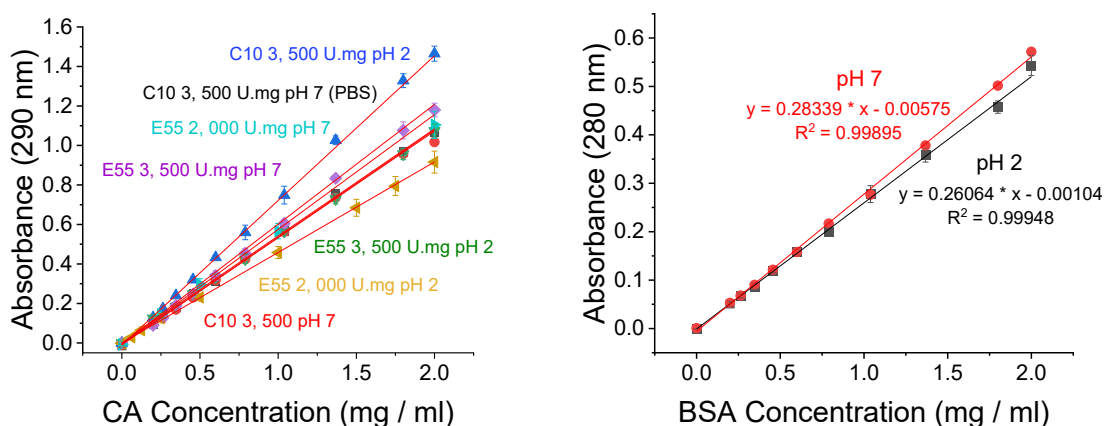 Absorbance (290 nm)
1.6
1.4
1.2
1.0
0.8
0.6
0.4
0.2
0.0
C10 3, 500 U.mg pH 2
C10 3, 500 U.mg pH 7 (PBS)
E55 2, 000 U.mg pH 7
E55 3, 500 U.mg pH 7
E55 3, 500 U.mg pH 2
E55 2, 000 U.mg pH 2
C10 3, 500 pH 7
0.0 0.5 1.0 1.5 2.0
CA Concentration (mg / ml)
Absorbance (280 nm)
0.6
0.5
0.4
0.3
0.2
0.1
0.0
pH 7
y = 0.28339 * x - 0.00575
R² = 0.99895
pH 2
y = 0.26064 * x - 0.00104
R² = 0.99948
0.0 0.5 1.0 1.5 2.0
BSA Concentration (mg / ml)